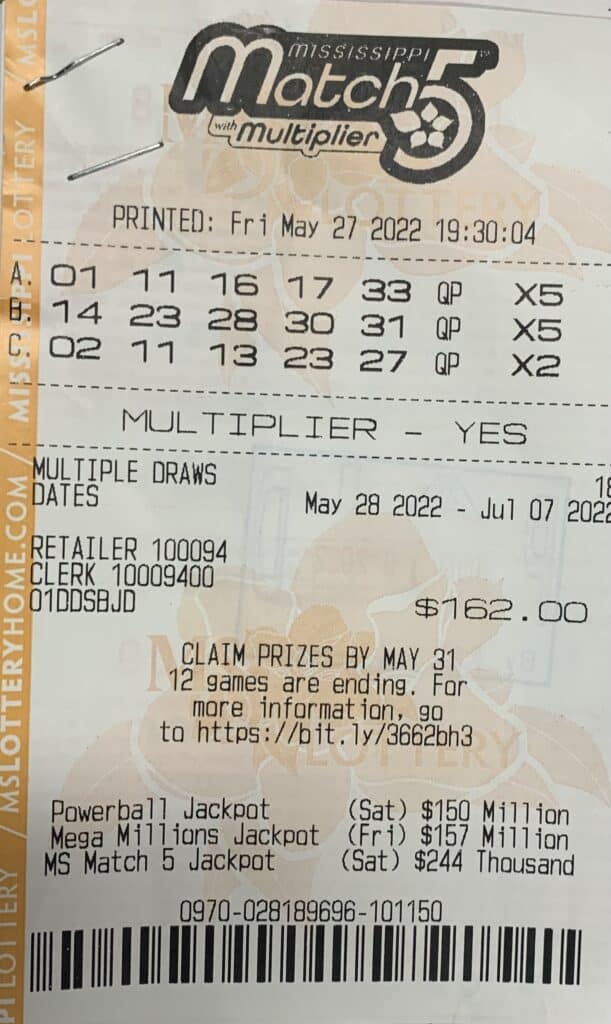 MISSISSIPPI
Match 5
with Multiplier
PRINTED: Fri May 27 2022 19:30:04
A. 01 11 16 17 33 QP X5
B. 14 23 28 30 31 QP X5
C. 02 11 13 23 27 QP X2
MULTIPLIER - YES
MULTIPLE DRAWS 18
DATES May 28 2022 - Jul 07 2022
RETAILER 100094
CLERK 10009400
01DDSBJD
$162.00
CLAIM PRIZES BY MAY 31
12 games are ending. For
more information, go
to https://bit.ly/3662bh3
Powerball Jackpot (Sat) $150 Million
Mega Millions Jackpot (Fri) $157 Million
MS Match 5 Jackpot (Sat) $244 Thousand
0970-028189696-101150
PI LOTTERY / MSLOTTERYHOME.COM / MISSISSIPPI LOTTERY / MSLO